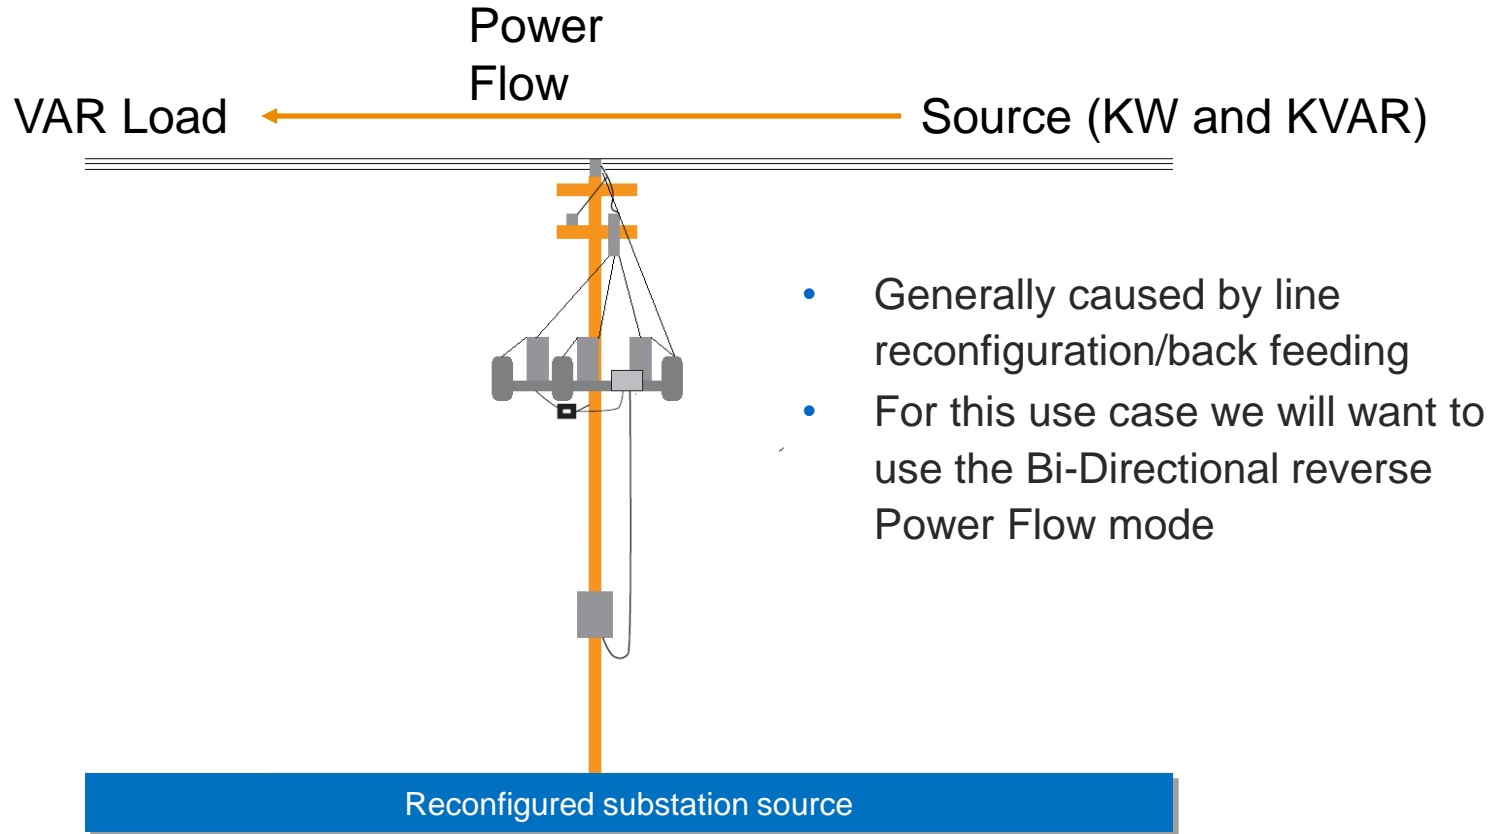 Power
Flow
VAR Load
Source (KW and KVAR)
• Generally caused by line
reconfiguration/back feeding
• For this use case we will want to
use the Bi-Directional reverse
Power Flow mode
Reconfigured substation source